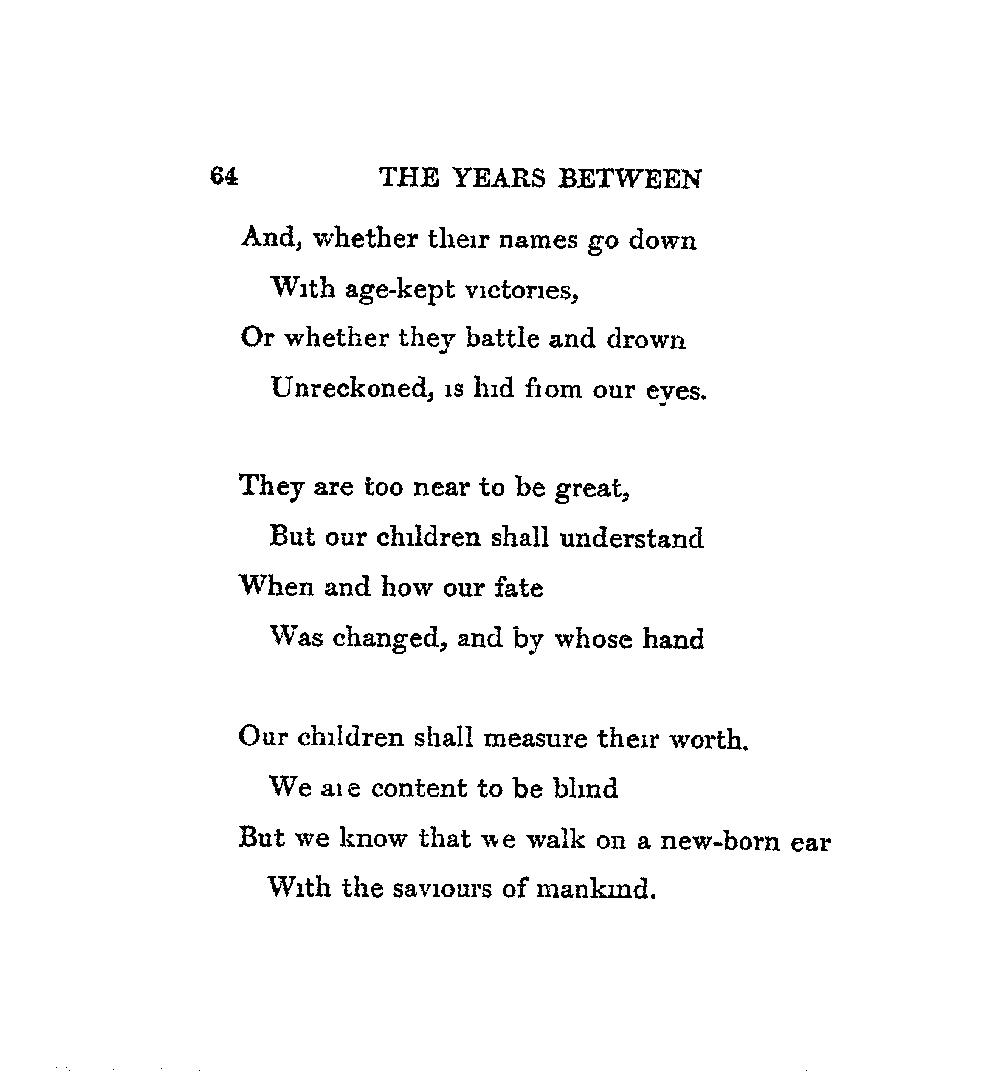 64 THE YEARS BETWEEN
And, whether their names go down
With age-kept victories,
Or whether they battle and drown
Unreckoned, is hid from our eyes.
They are too near to be great,
But our children shall understand
When and how our fate
Was changed, and by whose hand
Our children shall measure their worth.
We are content to be blind
But we know that we walk on a new-born ear
With the saviours of mankind.